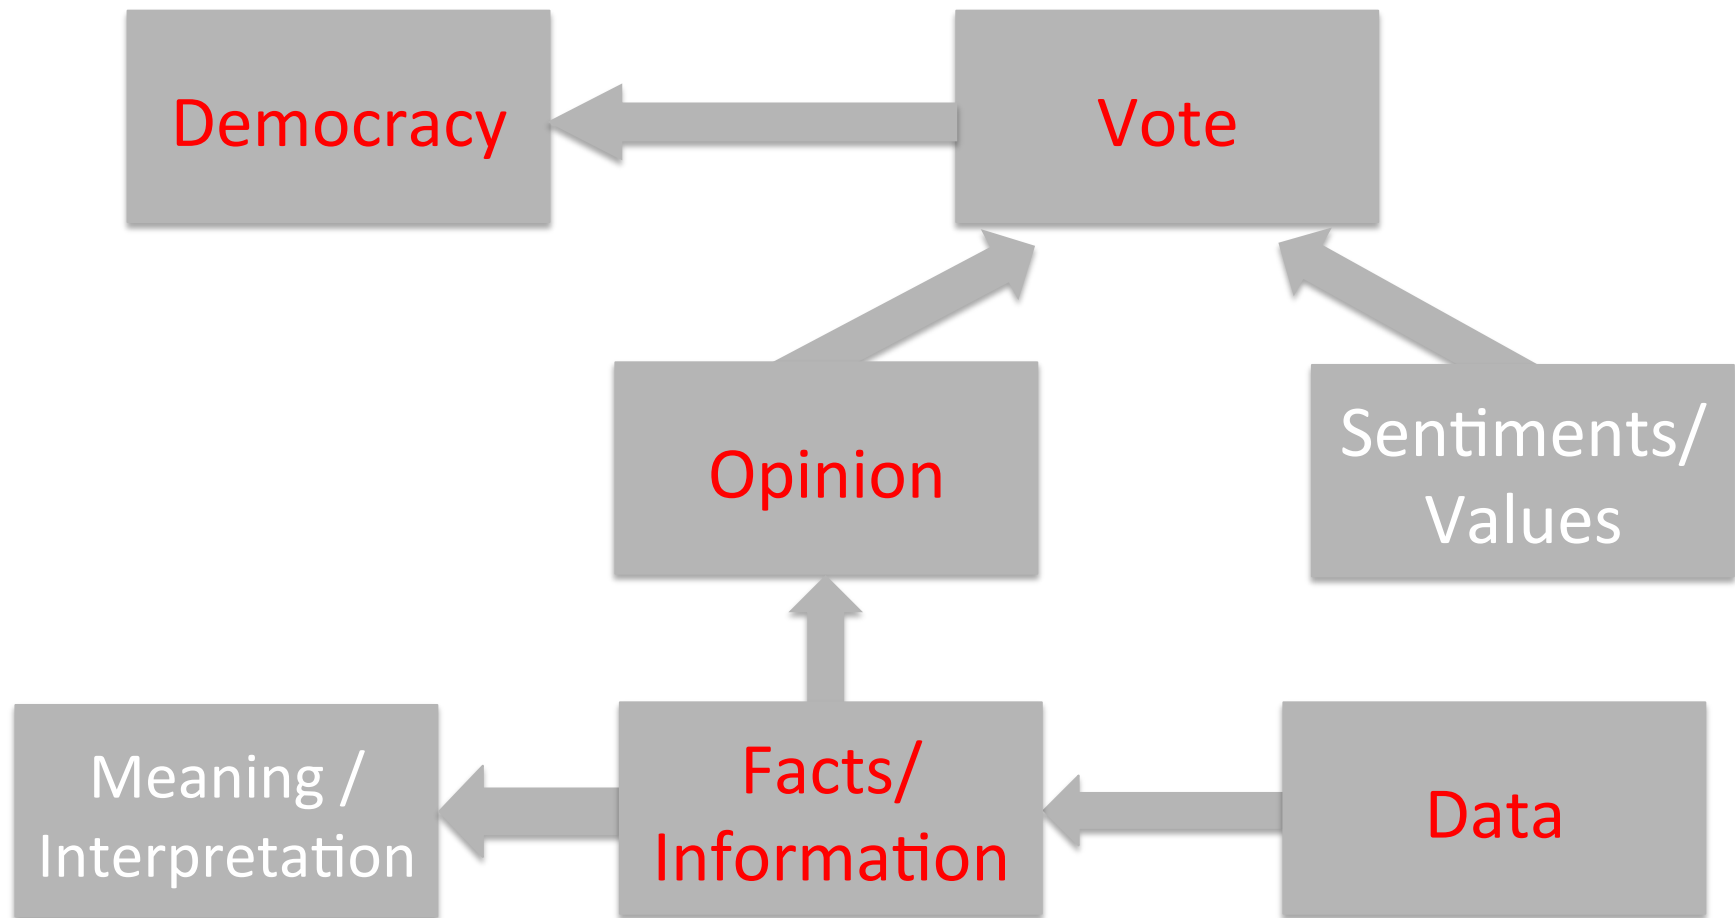 Democracy
Vote
Opinion
Sentiments/
Values
Meaning /
Interpretation
Facts/
Information
Data